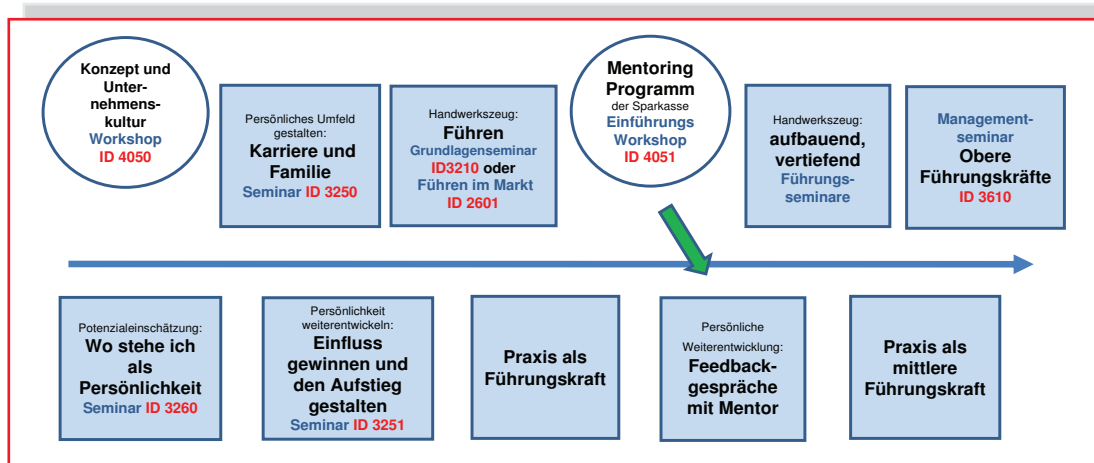 Konzept und
Unter-
nehmens-
kultur
Workshop
ID 4050
Persönliches Umfeld
gestalten:
Karriere und
Familie
Seminar ID 3250
Handwerkszeug:
Führen
Grundlagenseminar
ID3210 oder
Führen im Markt
ID 2601
Mentoring
Programm
der Sparkasse
Einführungs
Workshop
ID 4051
Handwerkszeug:
aufbauend,
vertiefend
Führungs-
seminare
Management-
seminar
Obere
Führungskräfte
ID 3610
Potenzialeinschätzung:
Wo stehe ich
als
Persönlichkeit
Seminar ID 3260
Persönlichkeit
weiterentwickeln:
Einfluss
gewinnen und
den Aufstieg
gestalten
Seminar ID 3251
Praxis als
Führungskraft
Persönliche
Weiterentwicklung:
Feedback-
gespräche
mit Mentor
Praxis als
mittlere
Führungskraft